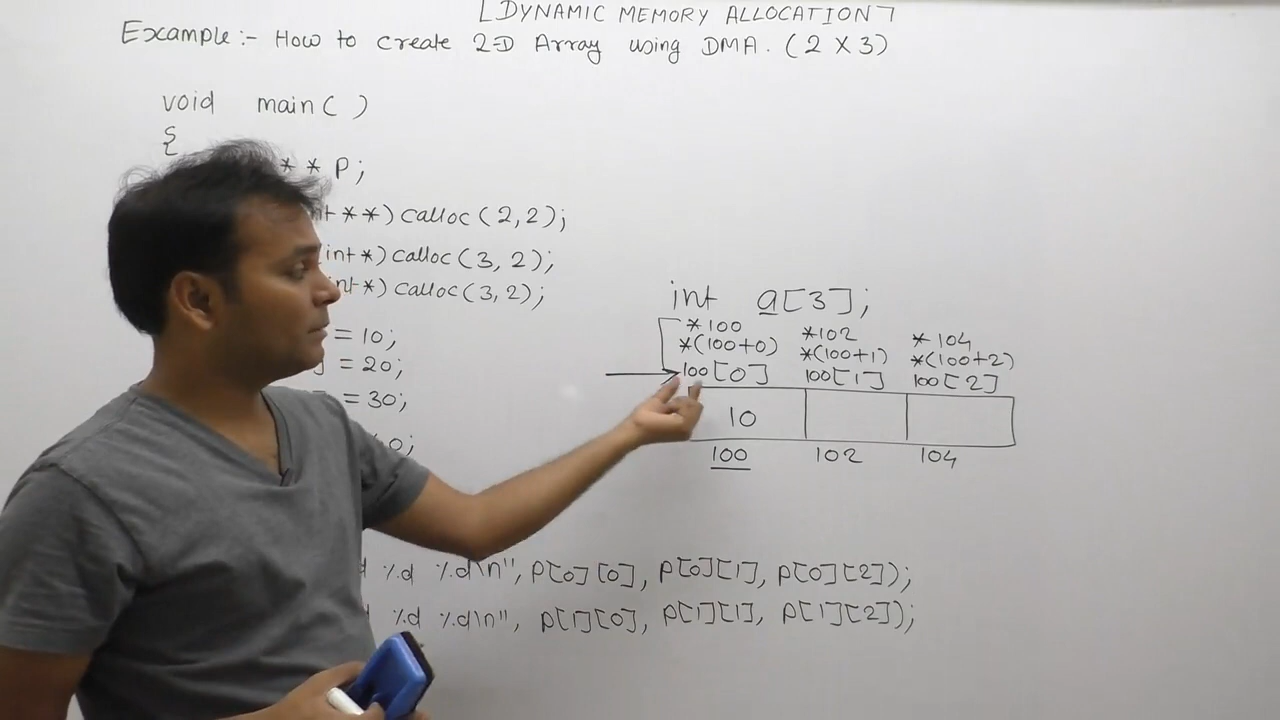 [DYNAMIC MEMORY ALLOCATION]
Example:- How to create 2-D Array using DMA. (2 X 3)
void main( )
{
** P;
**) calloc(2,2);
int*) calloc(3, 2);
int*) calloc(3,2);
= 10;
= 20;
= 30;
0;
int a[3];
*100 *102 *104
*(100+0) *(100+1) *(100+2)
100[0] 100[1] 100[2]
10
100 102 104
%d %d\n", P[0][0], P[0][1], P[0][2]);
%d %d\n", P[1][0], P[1][1], P[1][2]);